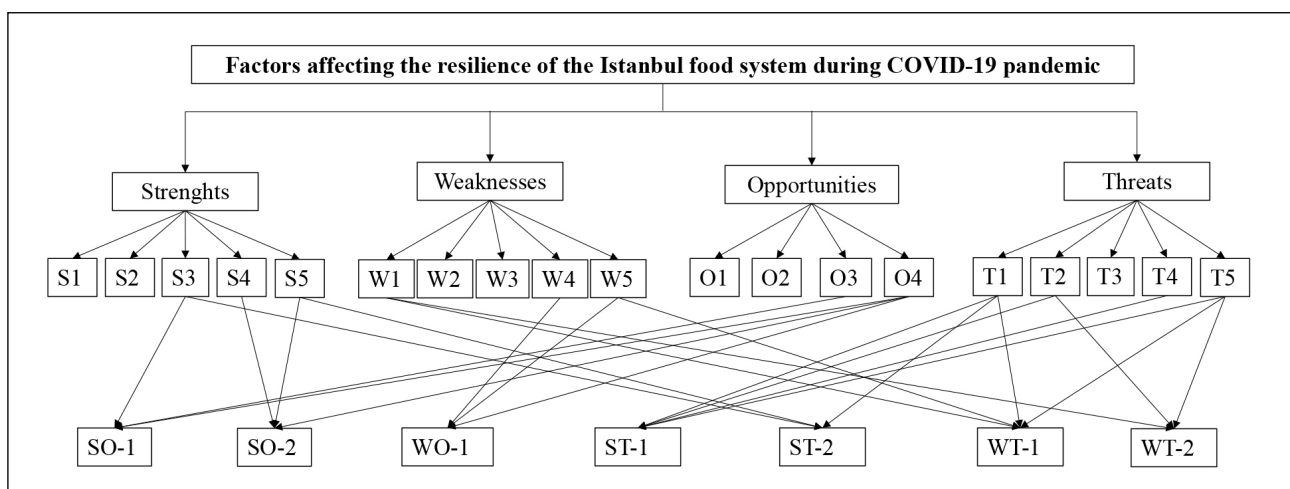 Factors affecting the resilience of the Istanbul food system during COVID-19 pandemic
Strenghts
Weaknesses
Opportunities
Threats
S1
S2
S3
S4
S5
W1
W2
W3
W4
W5
O1
O2
O3
O4
T1
T2
T3
T4
T5
SO-1
SO-2
WO-1
ST-1
ST-2
WT-1
WT-2